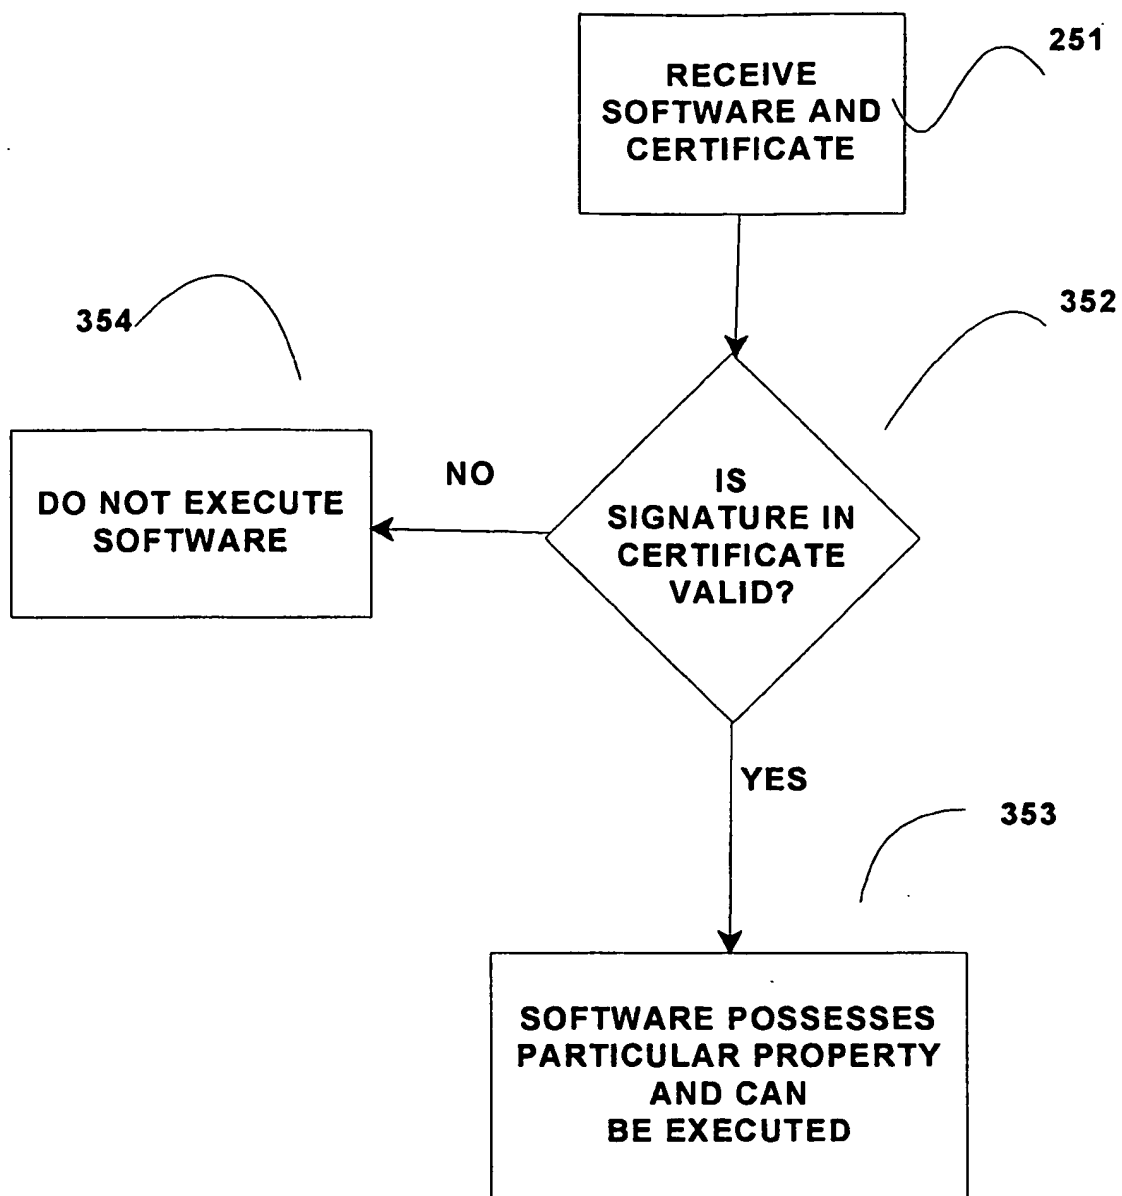 251
RECEIVE
SOFTWARE AND
CERTIFICATE
352
354
IS
SIGNATURE IN
CERTIFICATE
VALID?
NO
DO NOT EXECUTE
SOFTWARE
YES
353
SOFTWARE POSSESSES
PARTICULAR PROPERTY
AND CAN
BE EXECUTED